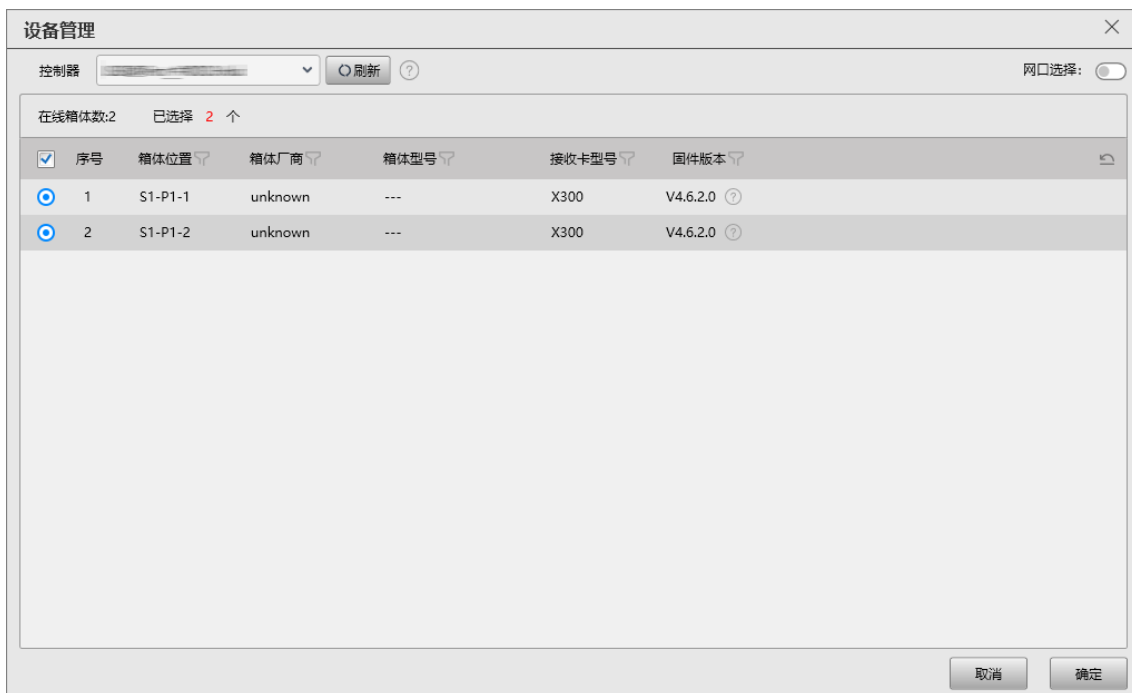 设备管理
控制器 刷新 ? 网口选择:
在线箱体数:2 已选择 2 个
序号 箱体位置 箱体厂商 箱体型号 接收卡型号 固件版本
1 S1-P1-1 unknown --- X300 V4.6.2.0 ?
2 S1-P1-2 unknown --- X300 V4.6.2.0 ?
取消 确定